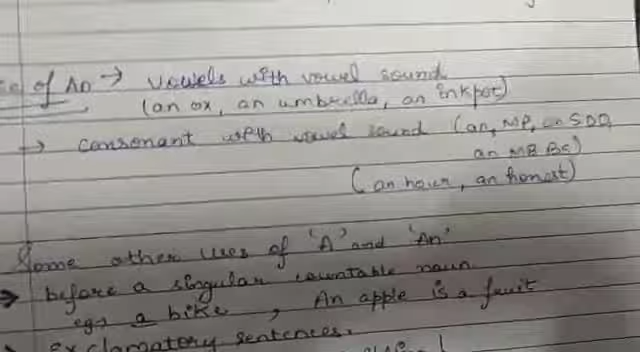 of An → vowels with vowel sound
(an ox, an umbrella, an inkpot)
→ consonant with vowel sound (an MP, an SDO,
an MBBS)
(an hour, an honest)
Some other uses of 'A' and 'An'
→ before a singular countable noun
egs a bike, An apple is a fruit
exclamatory sentences.